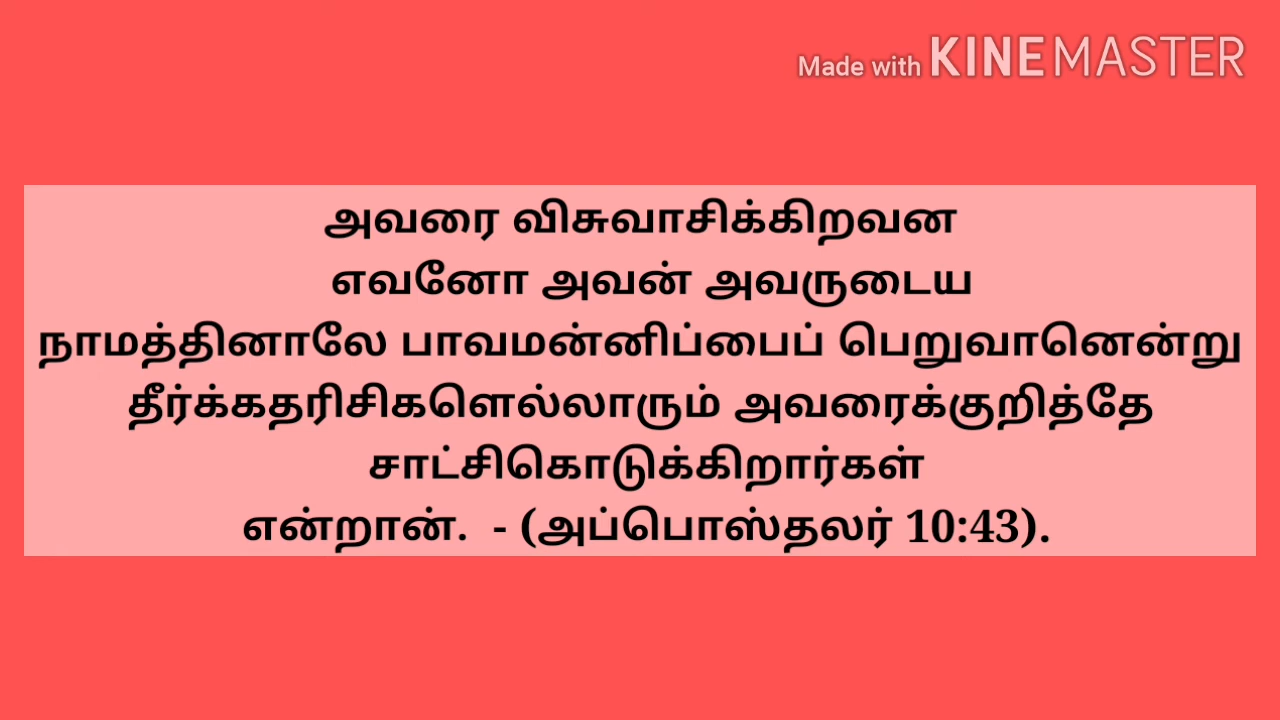 Made with KINEMASTER
அவரை விசுவாசிக்கிறவன
எவனோ அவன் அவருடைய
நாமத்தினாலே பாவமன்னிப்பைப் பெறுவானென்று
தீர்க்கதரிசிகளெல்லாரும் அவரைக்குறித்தே
சாட்சிகொடுக்கிறார்கள்
என்றான். - (அப்பொஸ்தலர் 10:43).